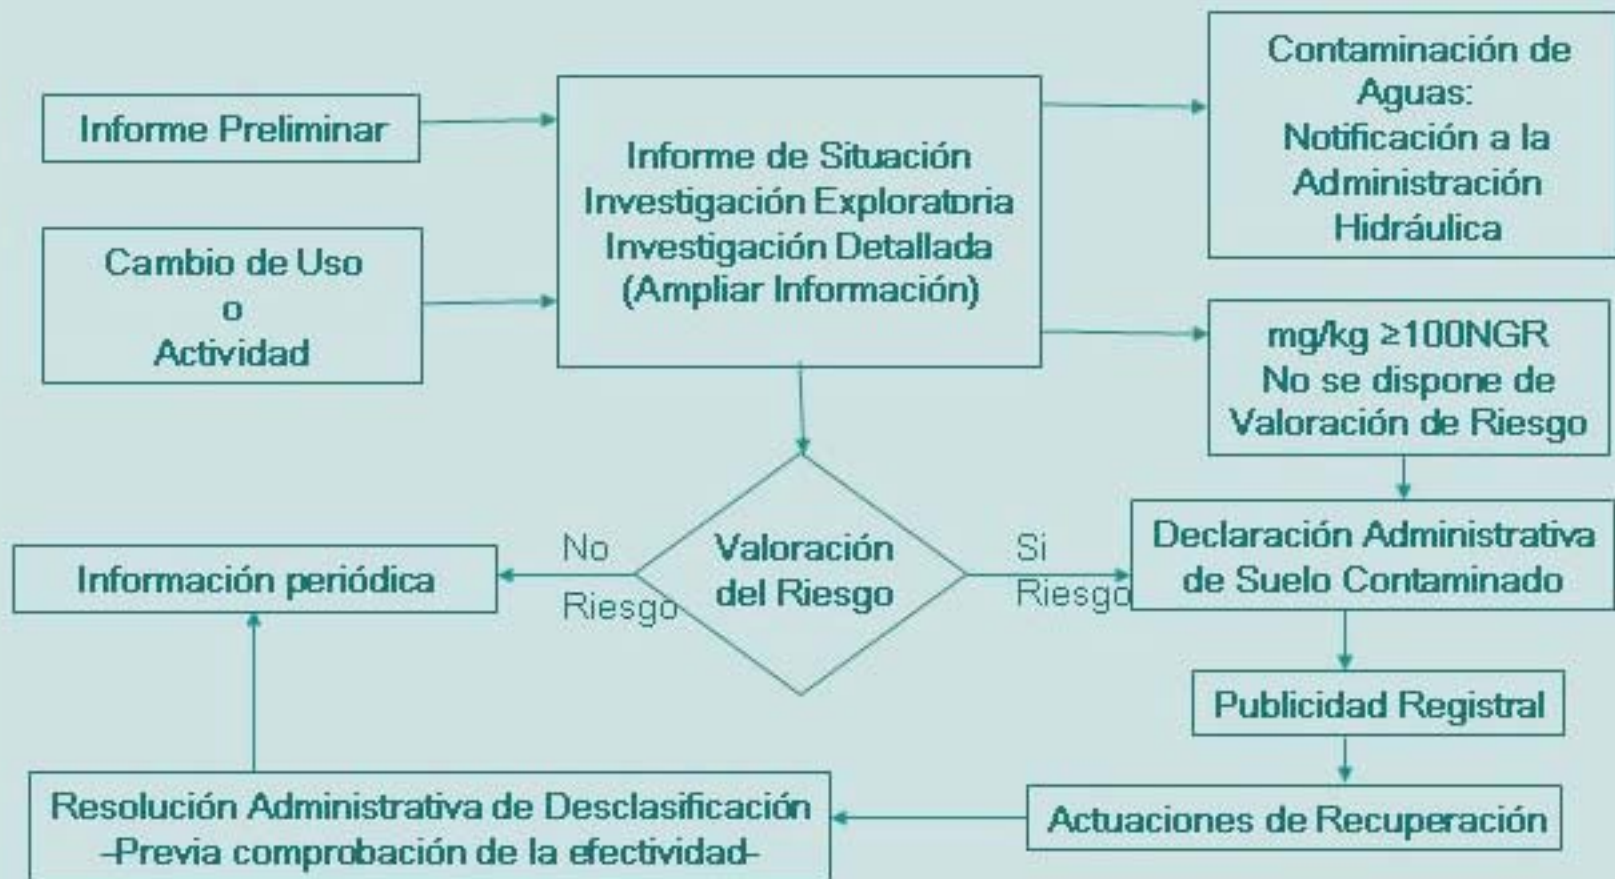 Informe Preliminar
Cambio de Uso
o
Actividad
Informe de Situación
Investigación Exploratoria
Investigación Detallada
(Ampliar Información)
Contaminación de
Aguas:
Notificación a la
Administración
Hidráulica
mg/kg ≥100NGR
No se dispone de
Valoración de Riesgo
Valoración
del Riesgo
No
Riesgo
Si
Riesgo
Información periódica
Declaración Administrativa
de Suelo Contaminado
Publicidad Registral
Actuaciones de Recuperación
Resolución Administrativa de Desclasificación
-Previa comprobación de la efectividad-